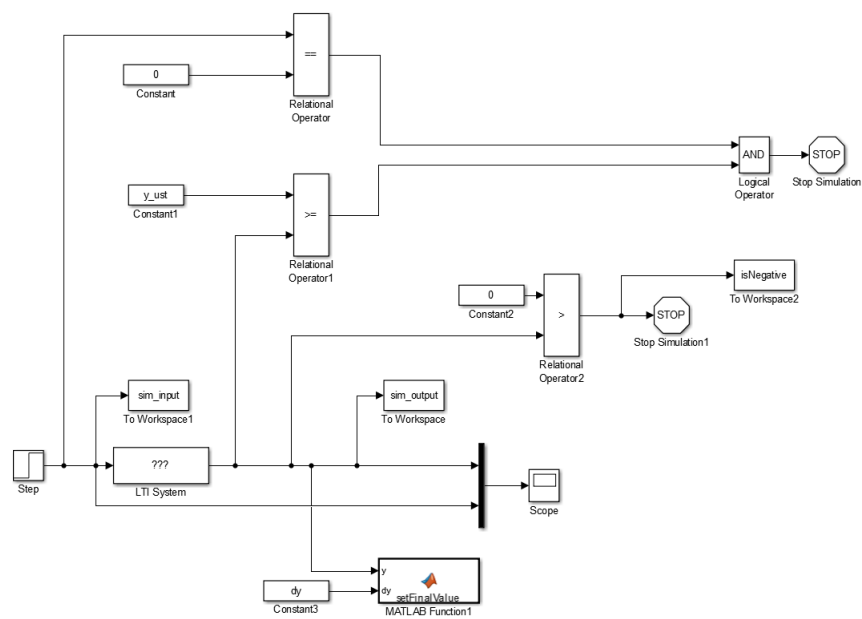 ==
0
Constant
Relational
Operator
AND
STOP
Logical
Operator
Stop Simulation
y_ust
Constant1
>=
Relational
Operator1
isNegative
To Workspace2
0
Constant2
>
STOP
Stop Simulation1
Relational
Operator2
sim_input
To Workspace1
sim_output
To Workspace
Step
???
LTI System
Scope
y
dy
setFinalValue
MATLAB Function1
dy
Constant3